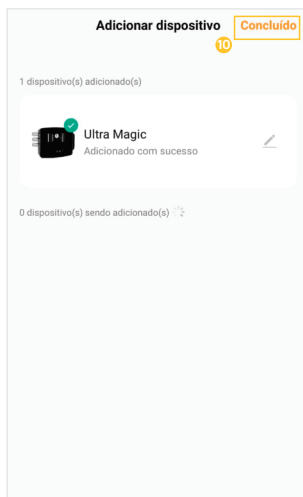 Adicionar dispositivo Concluído
10
1 dispositivo(s) adicionado(s)
Ultra Magic
Adicionado com sucesso
0 dispositivo(s) sendo adicionado(s)